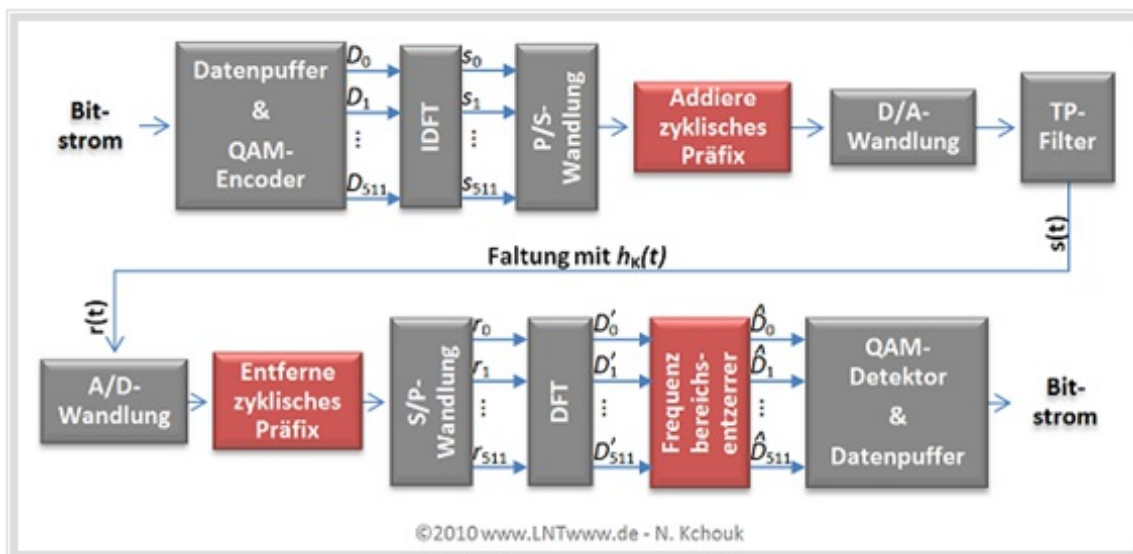 Bit-
strom
Datenpuffer
&
QAM-
Encoder
D₀
D₁
...
D₅₁₁
IDFT
s₀
s₁
...
s₅₁₁
P/S-
Wandlung
Addiere
zyklisches
Präfix
D/A-
Wandlung
TP-
Filter
s(t)
Faltung mit hₖ(t)
r(t)
A/D-
Wandlung
Entferne
zyklisches
Präfix
S/P-
Wandlung
r₀
r₁
...
r₅₁₁
DFT
D′₀
D′₁
...
D′₅₁₁
Frequenz
bereichs-
entzerrer
D̂₀
D̂₁
...
D̂₅₁₁
QAM-
Detektor
&
Datenpuffer
Bit-
strom
©2010 www.LNTwww.de - N. Kchouk